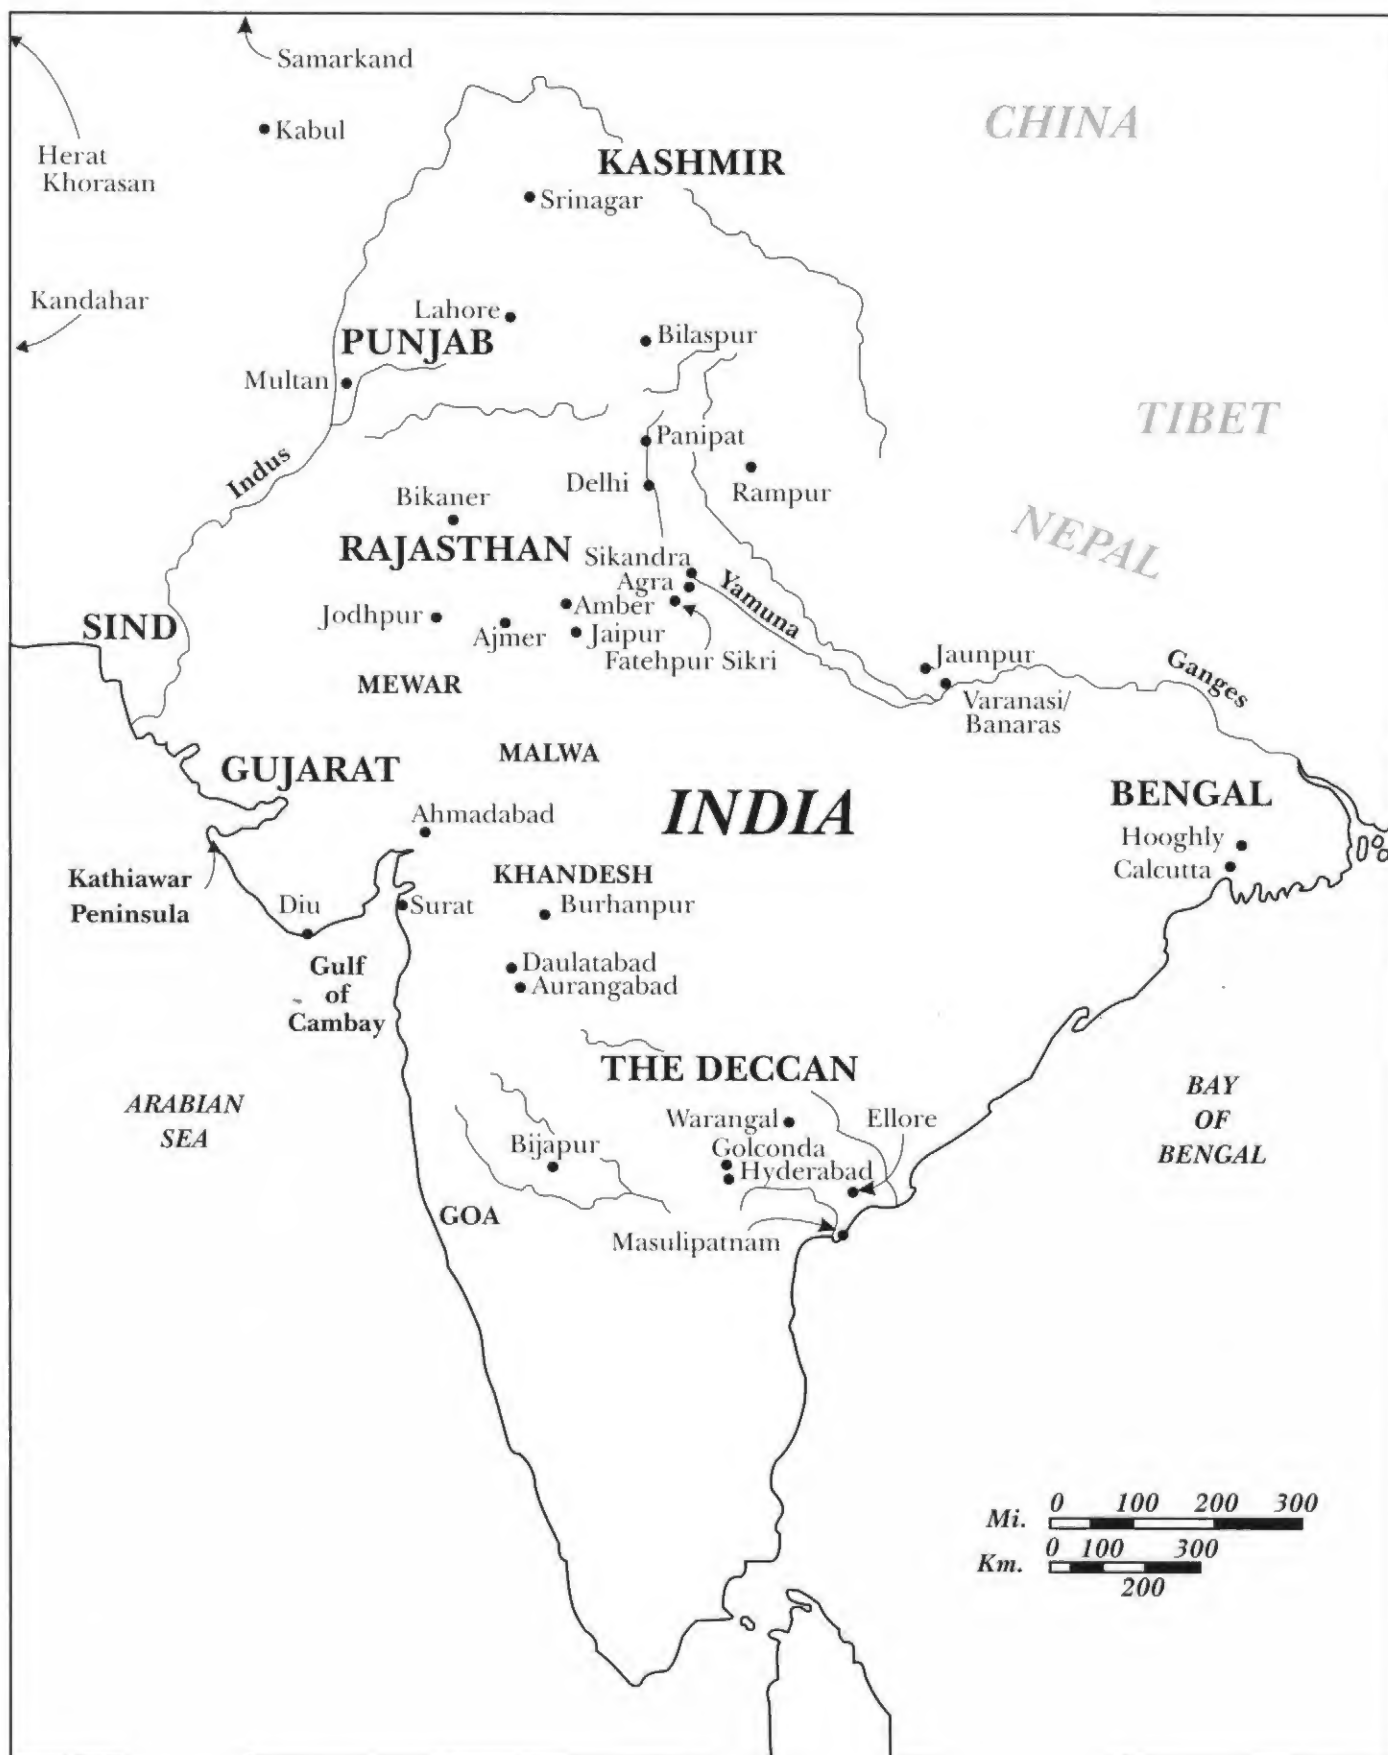 Samarkand
Kabul
CHINA
Herat
Khorasan
KASHMIR
Srinagar
Kandahar
Lahore
PUNJAB
Bilaspur
Multan
TIBET
Panipat
Indus
Delhi
Rampur
Bikaner
NEPAL
RAJASTHAN
Sikandra
Agra
Yamuna
SIND
Jodhpur
Ajmer
Amber
Jaipur
Fatehpur Sikri
Jaunpur
Ganges
MEWAR
Varanasi/
Banaras
MALWA
GUJARAT
INDIA
BENGAL
Ahmadabad
Hooghly
Calcutta
Kathiawar
Peninsula
KHANDESH
Diu
Surat
Burhanpur
Gulf
of
Cambay
Daulatabad
Aurangabad
THE DECCAN
ARABIAN
SEA
BAY
OF
BENGAL
Warangal
Ellore
Bijapur
Golconda
Hyderabad
GOA
Masulipatnam
Mi.
0 100 200 300
Km.
0 100 300
200